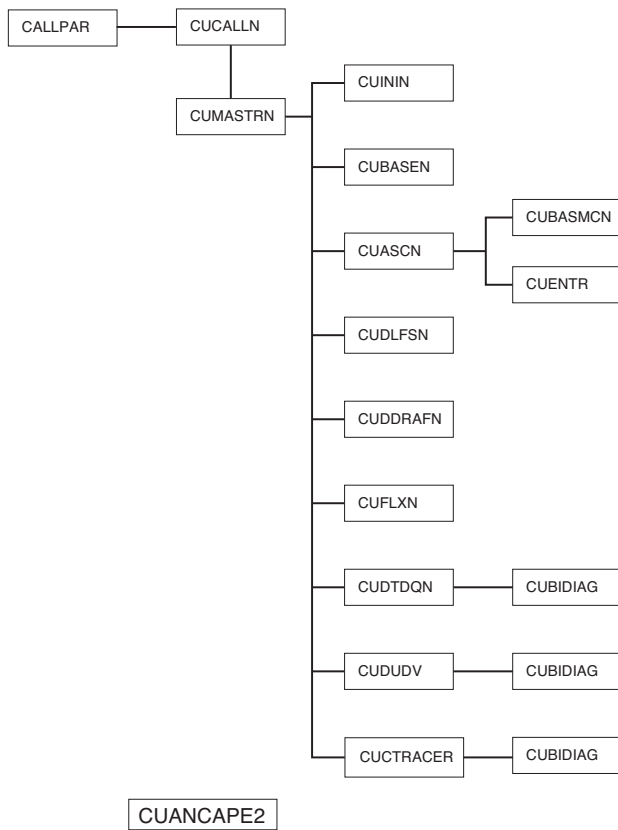 CALLPAR
CUCALLN
CUMASTRN
CUININ
CUBASEN
CUASCN
CUBASMCN
CUENTR
CUDLFSN
CUDDRAFN
CUFLXN
CUDTDQN
CUBIDIAG
CUDUDV
CUBIDIAG
CUCTRACER
CUBIDIAG
CUANCAPE2